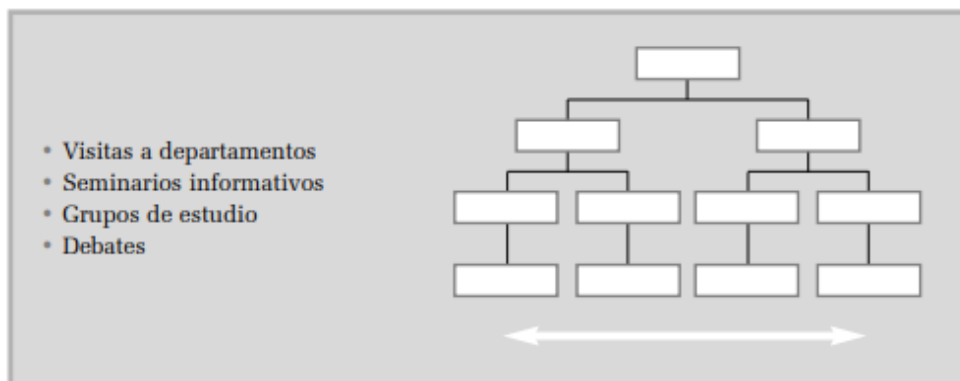 • Visitas a departamentos
• Seminarios informativos
• Grupos de estudio
• Debates